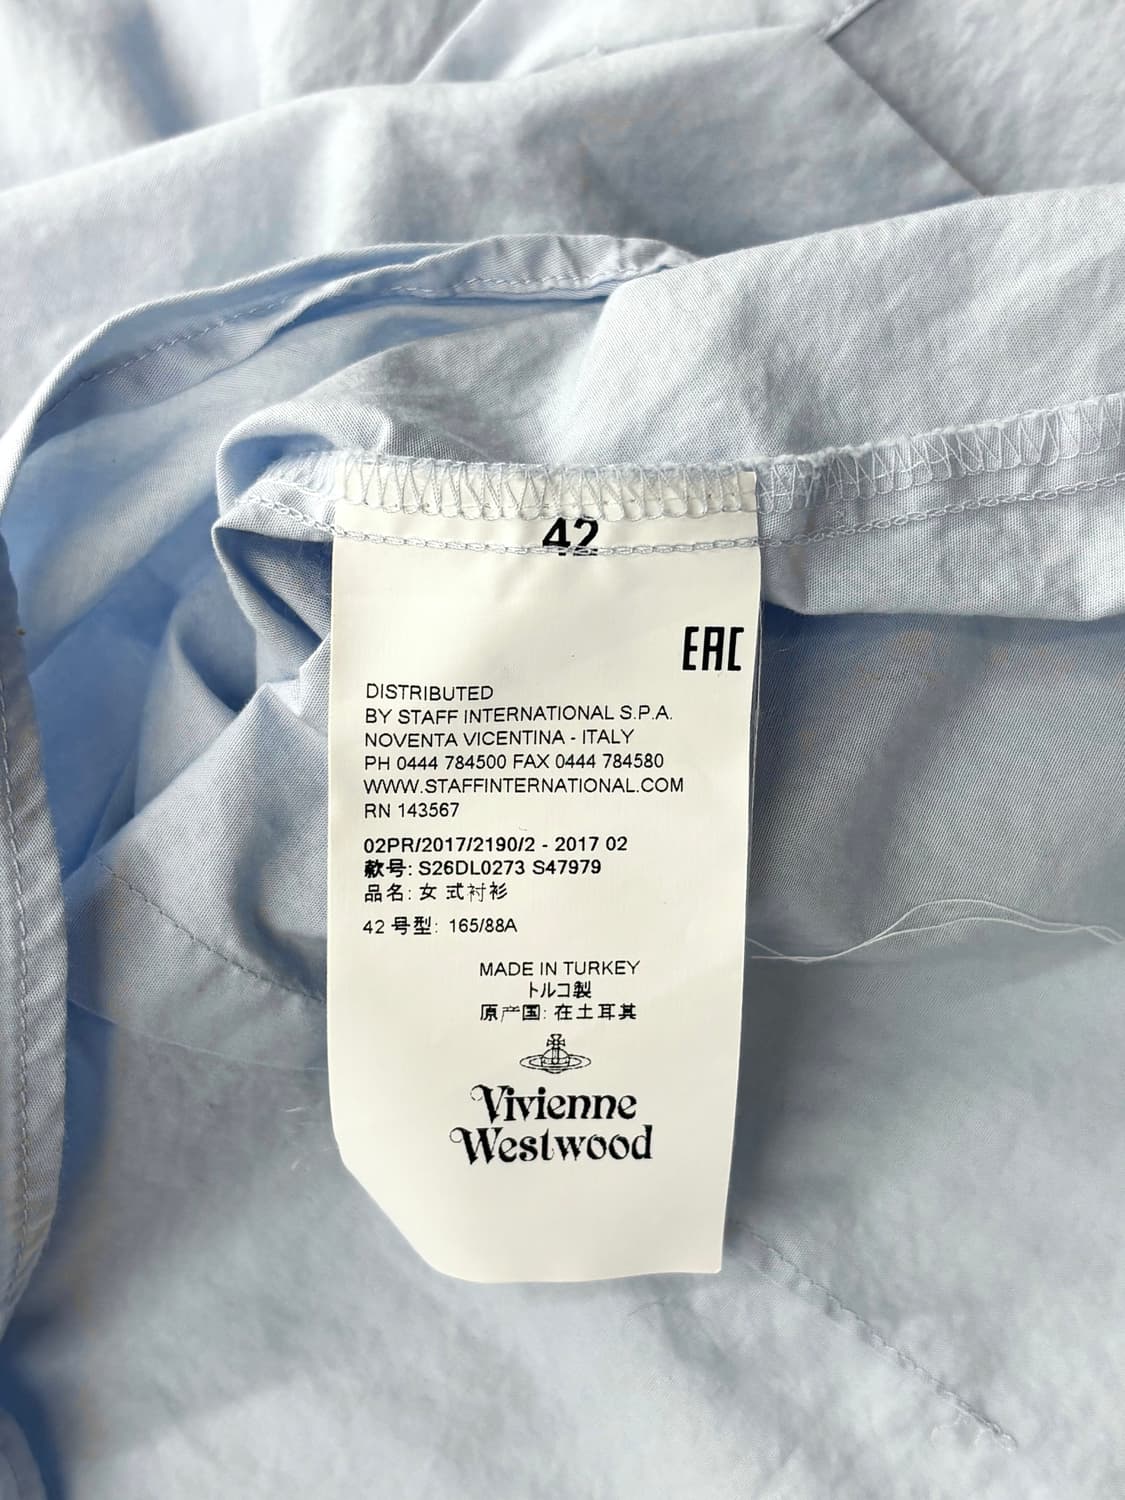 42
EAC
DISTRIBUTED
BY STAFF INTERNATIONAL S.P.A.
NOVENTA VICENTINA - ITALY
PH 0444 784500 FAX 0444 784580
WWW.STAFFINTERNATIONAL.COM
RN 143567
02PR/2017/2190/2 - 2017 02
款号: S26DL0273 S47979
品名: 女 式衬衫
42 号型: 165/88A
MADE IN TURKEY
トルコ製
原产国: 在土耳其
Vivienne
Westwood